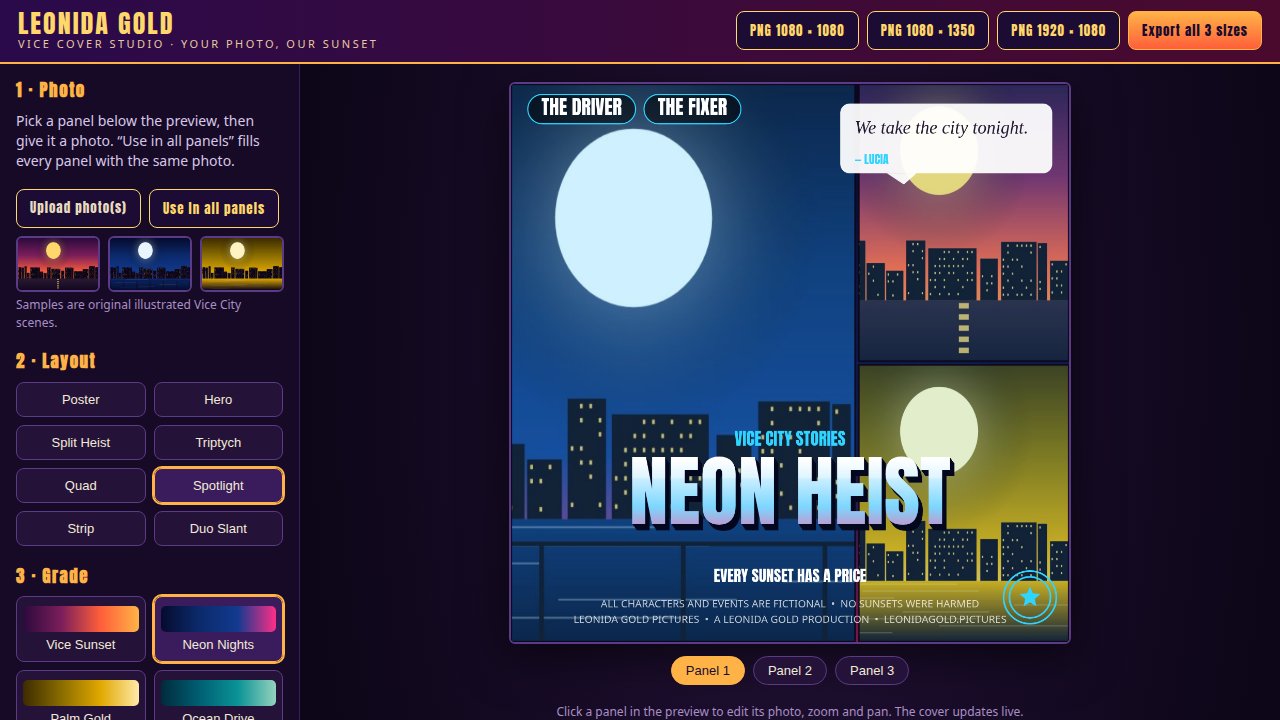 LEONIDA GOLD
VICE COVER STUDIO · YOUR PHOTO, OUR SUNSET
PNG 1080 × 1080
PNG 1080 × 1350
PNG 1920 × 1080
Export all 3 sizes
1 · Photo
Pick a panel below the preview, then
give it a photo. “Use in all panels” fills
every panel with the same photo.
Upload photo(s)
Use in all panels
Samples are original illustrated Vice City
scenes.
2 · Layout
Poster
Hero
Split Heist
Triptych
Quad
Spotlight
Strip
Duo Slant
3 · Grade
Vice Sunset
Neon Nights
Palm Gold
Ocean Drive
THE DRIVER
THE FIXER
We take the city tonight.
– LUCIA
VICE CITY STORIES
NEON HEIST
EVERY SUNSET HAS A PRICE
ALL CHARACTERS AND EVENTS ARE FICTIONAL • NO SUNSETS WERE HARMED
LEONIDA GOLD PICTURES • A LEONIDA GOLD PRODUCTION • LEONIDAGOLD.PICTURES
Panel 1
Panel 2
Panel 3
Click a panel in the preview to edit its photo, zoom and pan. The cover updates live.